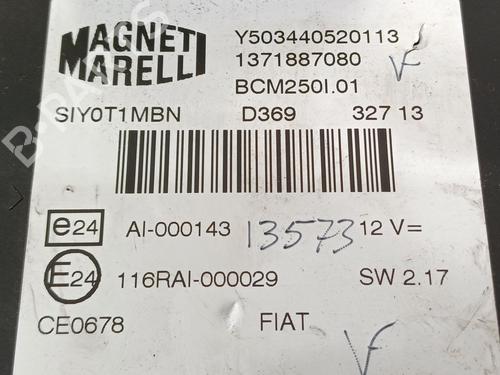 MAGNETI
MARELLI
Y503440520113
1371887080
V
BCM250I.01
SIY0T1MBN D369 327 13
e24 AI-000143 13573 12 V=
E24 116RAI-000029 SW 2.17
CE0678 FIAT
V